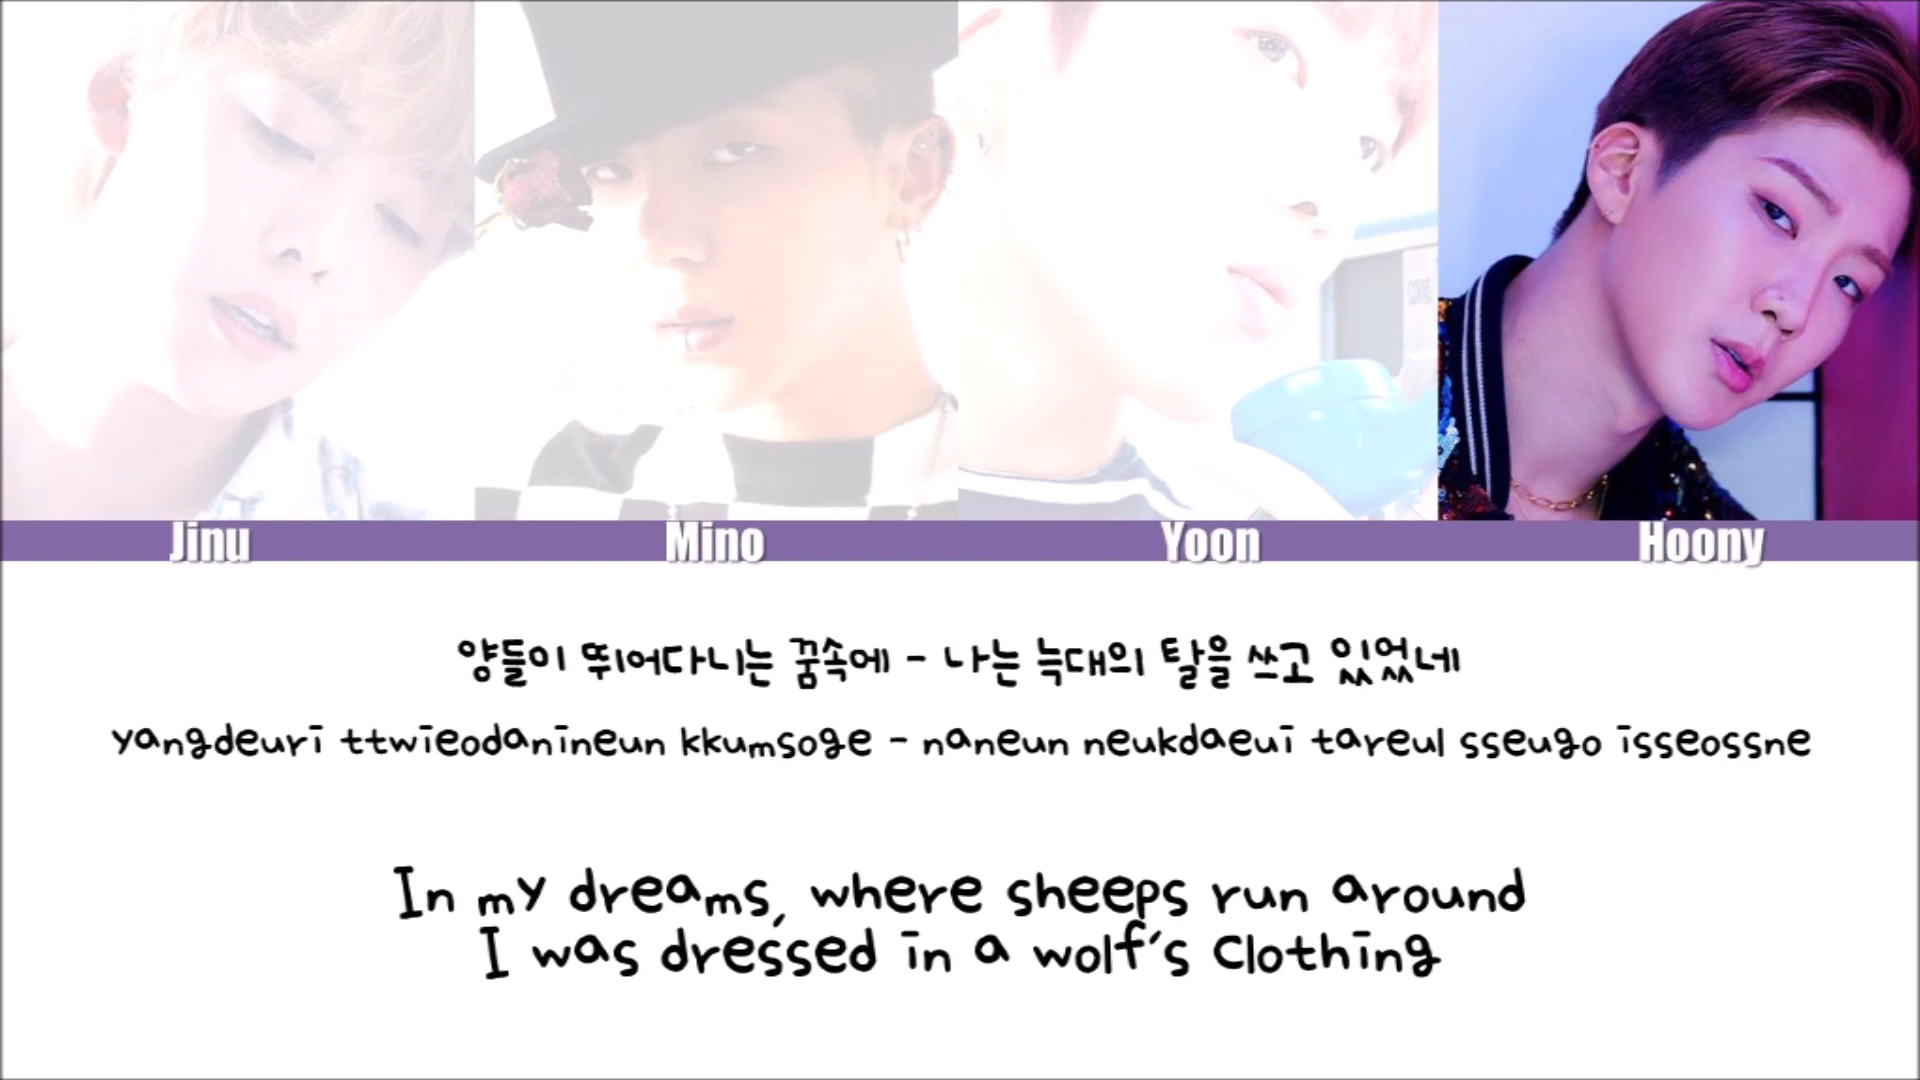 Jinu Mino Yoon Hoony
양들이 뛰어다니는 꿈속에 - 나는 늑대의 탈을 쓰고 있었네
yangdeuri ttwieodanineun kkumsoge - naneun neukdaeui tareul sseugo isseossne
In my dreams, where sheeps run around
I was dressed in a wolf's Clothing